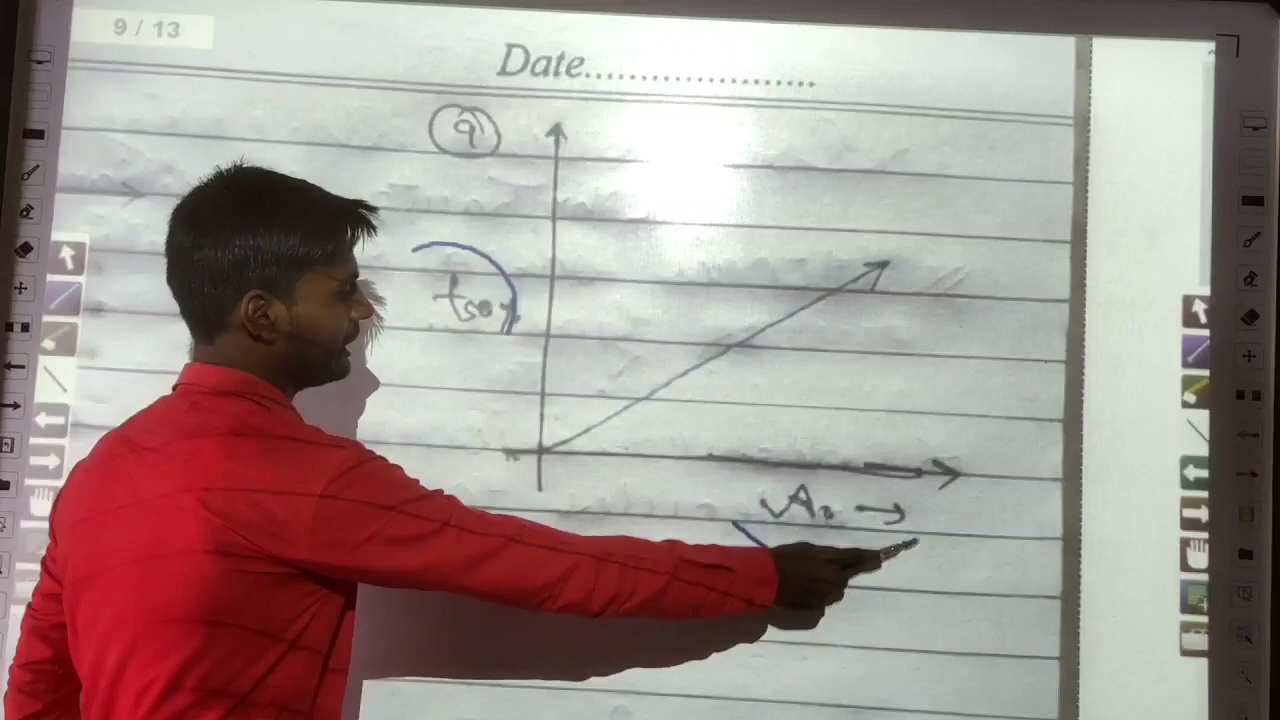 9 / 13
Date....................
9
t50
A0 →